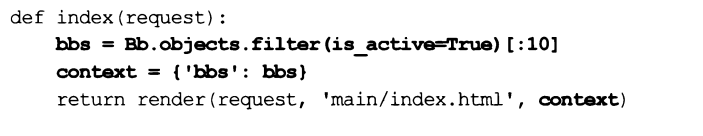 def index(request):
    bbs = Bb.objects.filter(is_active=True)[:10]
    context = {'bbs': bbs}
    return render(request, 'main/index.html', context)